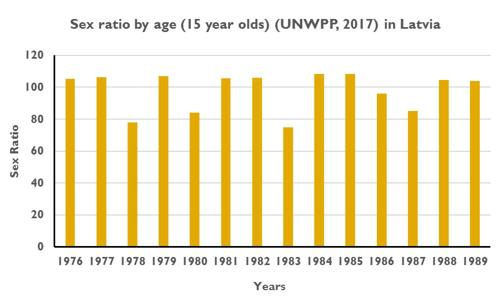 Sex ratio by age (15 year olds) (UNWPP, 2017) in Latvia
120
100
80
60
40
20
0
Sex Ratio
1976 1977 1978 1979 1980 1981 1982 1983 1984 1985 1986 1987 1988 1989
Years